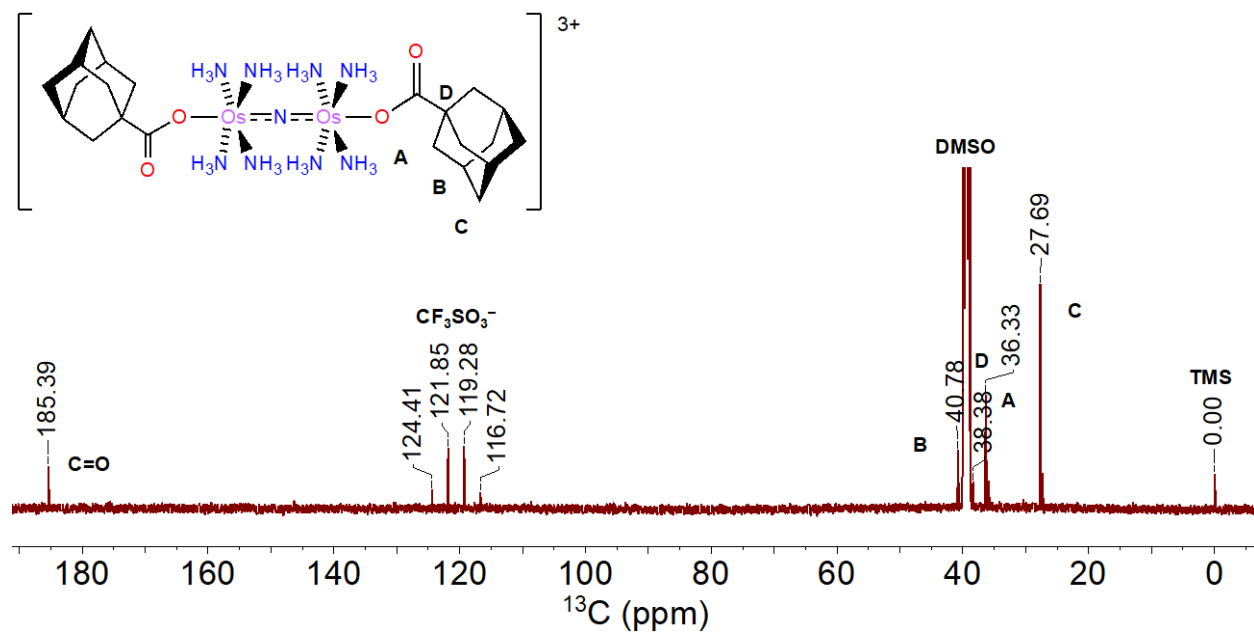 3+
O
H3N NH3 H3N NH3
D
O Os N Os O
O
H3N NH3 H3N NH3
A
B
C
DMSO
27.69
CF3SO3−
C
36.33
D
185.39
124.41
121.85
119.28
116.72
40.78
38.38
A
TMS
0.00
B
C=O
180 160 140 120 100 80 60 40 20 0
13C (ppm)